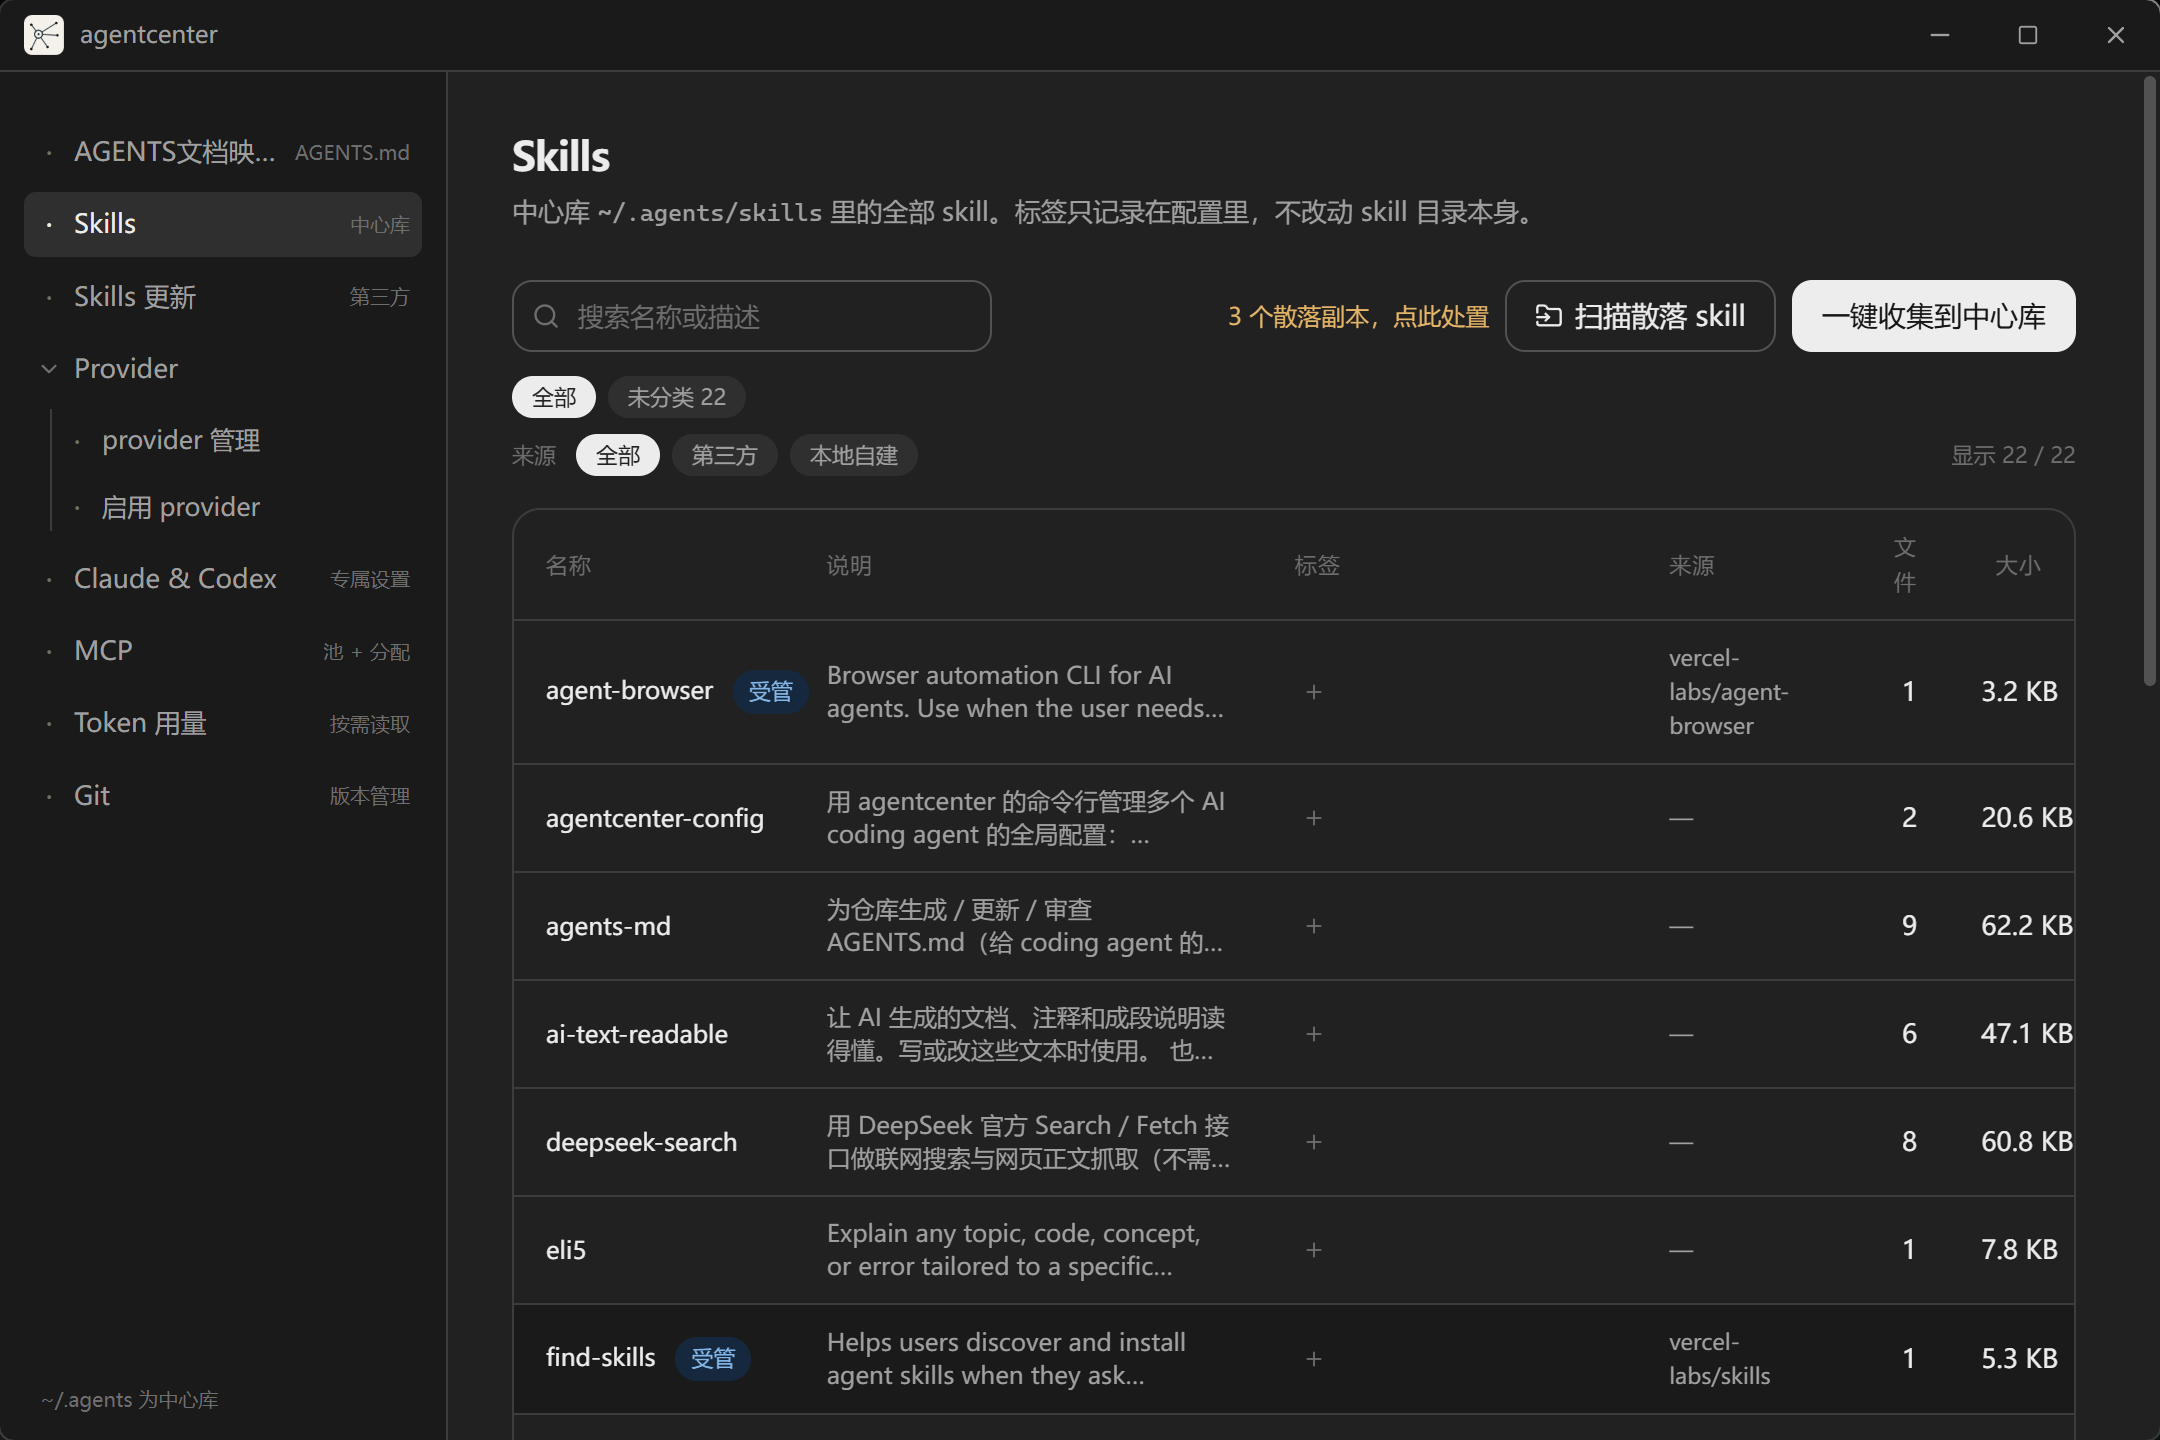 agentcenter
AGENTS文档映... AGENTS.md
Skills 中心库
Skills 更新 第三方
Provider
provider 管理
启用 provider
Claude & Codex 专属设置
MCP 池 + 分配
Token 用量 按需读取
Git 版本管理
~/.agents 为中心库
Skills
中心库 ~/.agents/skills 里的全部 skill。标签只记录在配置里，不改动 skill 目录本身。
搜索名称或描述
3 个散落副本，点此处置
扫描散落 skill
一键收集到中心库
全部 未分类 22
来源 全部 第三方 本地自建
显示 22 / 22
名称 说明 标签 来源 文件 大小
agent-browser 受管
Browser automation CLI for AI
agents. Use when the user needs...
+
vercel-
labs/agent-
browser
1 3.2 KB
agentcenter-config
用 agentcenter 的命令行管理多个 AI
coding agent 的全局配置：...
+ — 2 20.6 KB
agents-md
为仓库生成 / 更新 / 审查
AGENTS.md（给 coding agent 的...
+ — 9 62.2 KB
ai-text-readable
让 AI 生成的文档、注释和成段说明读
得懂。写或改这些文本时使用。 也...
+ — 6 47.1 KB
deepseek-search
用 DeepSeek 官方 Search / Fetch 接
口做联网搜索与网页正文抓取（不需...
+ — 8 60.8 KB
eli5
Explain any topic, code, concept,
or error tailored to a specific...
+ — 1 7.8 KB
find-skills 受管
Helps users discover and install
agent skills when they ask...
+
vercel-
labs/skills
1 5.3 KB